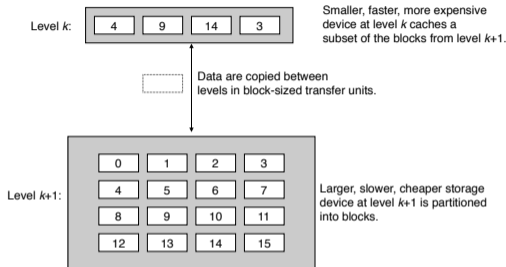 Level k:
4 9 14 3
Smaller, faster, more expensive
device at level k caches a
subset of the blocks from level k+1.
Data are copied between
levels in block-sized transfer units.
Level k+1:
0 1 2 3
4 5 6 7
8 9 10 11
12 13 14 15
Larger, slower, cheaper storage
device at level k+1 is partitioned
into blocks.